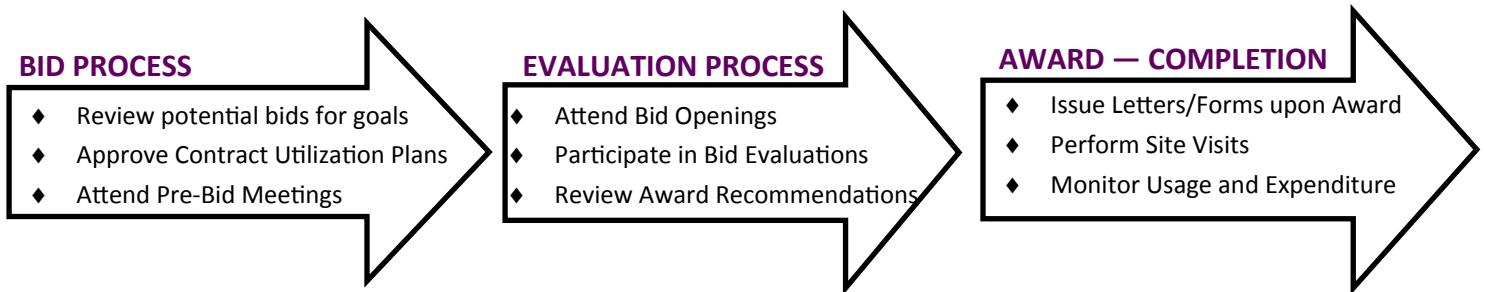 BID PROCESS
♦ Review potential bids for goals
♦ Approve Contract Utilization Plans
♦ Attend Pre-Bid Meetings
EVALUATION PROCESS
♦ Attend Bid Openings
♦ Participate in Bid Evaluations
♦ Review Award Recommendations
AWARD — COMPLETION
♦ Issue Letters/Forms upon Award
♦ Perform Site Visits
♦ Monitor Usage and Expenditure